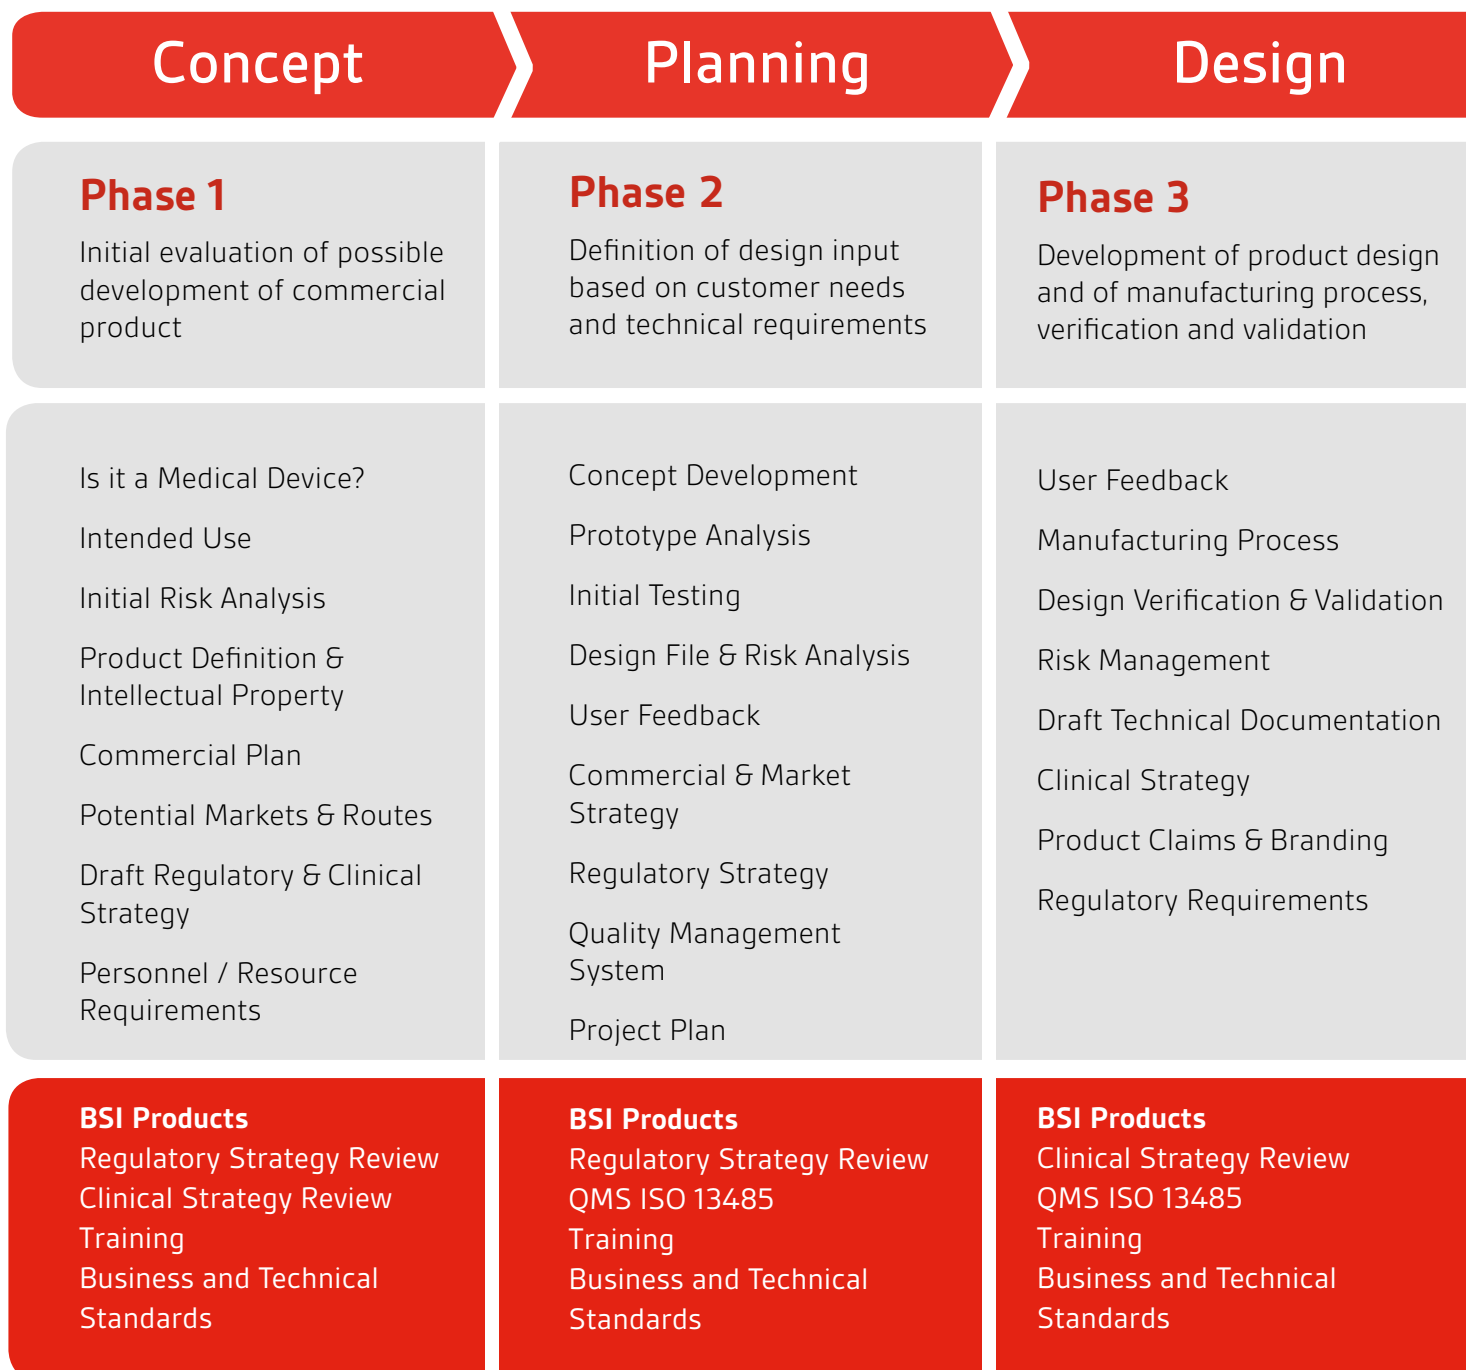 Concept
Planning
Design
Phase 1
Initial evaluation of possible
development of commercial
product
Phase 2
Definition of design input
based on customer needs
and technical requirements
Phase 3
Development of product design
and of manufacturing process,
verification and validation
Is it a Medical Device?
Intended Use
Initial Risk Analysis
Product Definition &
Intellectual Property
Commercial Plan
Potential Markets & Routes
Draft Regulatory & Clinical
Strategy
Personnel / Resource
Requirements
Concept Development
Prototype Analysis
Initial Testing
Design File & Risk Analysis
User Feedback
Commercial & Market
Strategy
Regulatory Strategy
Quality Management
System
Project Plan
User Feedback
Manufacturing Process
Design Verification & Validation
Risk Management
Draft Technical Documentation
Clinical Strategy
Product Claims & Branding
Regulatory Requirements
BSI Products
Regulatory Strategy Review
Clinical Strategy Review
Training
Business and Technical
Standards
BSI Products
Regulatory Strategy Review
QMS ISO 13485
Training
Business and Technical
Standards
BSI Products
Clinical Strategy Review
QMS ISO 13485
Training
Business and Technical
Standards